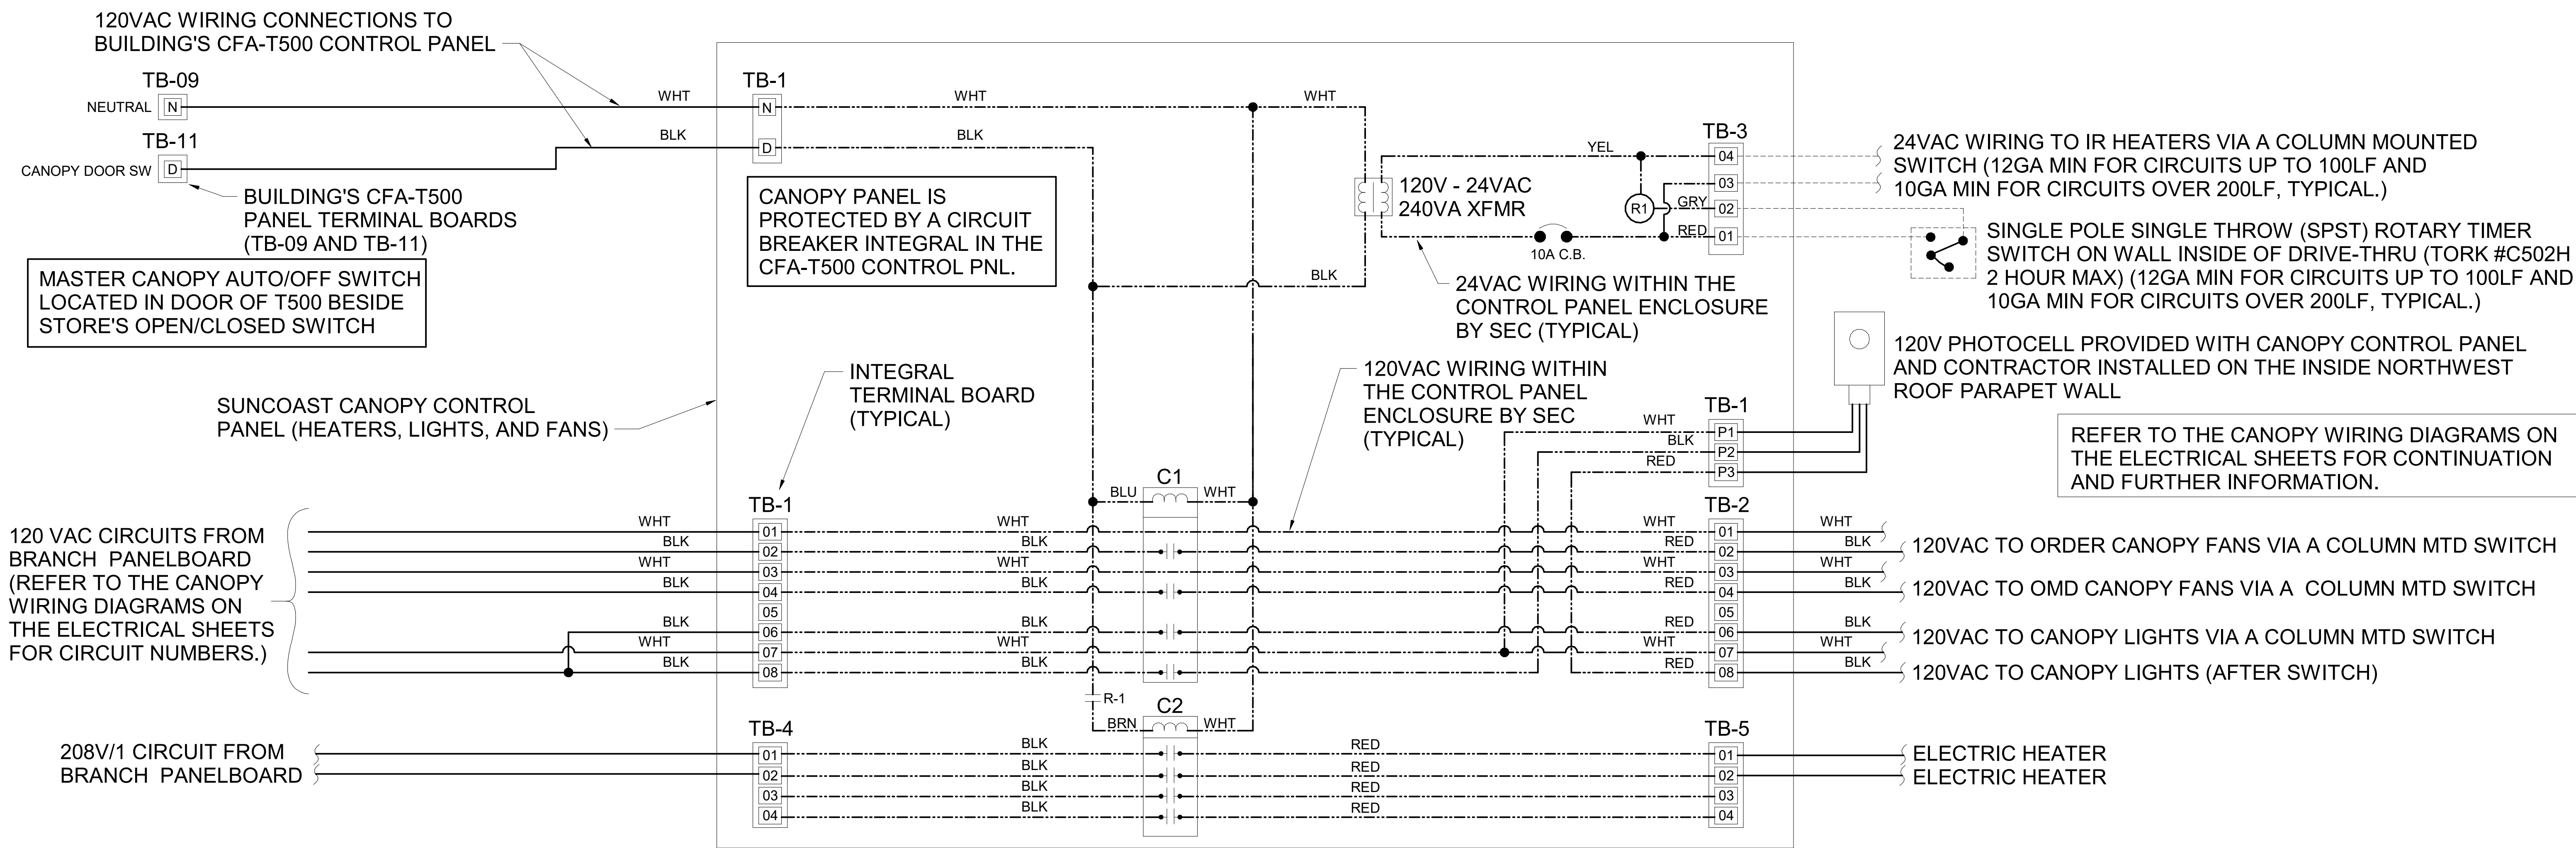 120VAC WIRING CONNECTIONS TO
BUILDING'S CFA-T500 CONTROL PANEL
TB-09
NEUTRAL
N
WHT
TB-11
CANOPY DOOR SW
D
BLK
BUILDING'S CFA-T500
PANEL TERMINAL BOARDS
(TB-09 AND TB-11)
MASTER CANOPY AUTO/OFF SWITCH
LOCATED IN DOOR OF T500 BESIDE
STORE'S OPEN/CLOSED SWITCH
TB-1
N
D
WHT
BLK
WHT
BLK
CANOPY PANEL IS
PROTECTED BY A CIRCUIT
BREAKER INTEGRAL IN THE
CFA-T500 CONTROL PNL.
120V - 24VAC
240VA XFMR
YEL
R1
GRY
RED
10A C.B.
TB-3
04
03
02
01
24VAC WIRING WITHIN THE
CONTROL PANEL ENCLOSURE
BY SEC (TYPICAL)
24VAC WIRING TO IR HEATERS VIA A COLUMN MOUNTED
SWITCH (12GA MIN FOR CIRCUITS UP TO 100LF AND
10GA MIN FOR CIRCUITS OVER 200LF, TYPICAL.)
SINGLE POLE SINGLE THROW (SPST) ROTARY TIMER
SWITCH ON WALL INSIDE OF DRIVE-THRU (TORK #C502H
2 HOUR MAX) (12GA MIN FOR CIRCUITS UP TO 100LF AND
10GA MIN FOR CIRCUITS OVER 200LF, TYPICAL.)
120V PHOTOCELL PROVIDED WITH CANOPY CONTROL PANEL
AND CONTRACTOR INSTALLED ON THE INSIDE NORTHWEST
ROOF PARAPET WALL
REFER TO THE CANOPY WIRING DIAGRAMS ON
THE ELECTRICAL SHEETS FOR CONTINUATION
AND FURTHER INFORMATION.
SUNCOAST CANOPY CONTROL
PANEL (HEATERS, LIGHTS, AND FANS)
INTEGRAL
TERMINAL BOARD
(TYPICAL)
120VAC WIRING WITHIN
THE CONTROL PANEL
ENCLOSURE BY SEC
(TYPICAL)
TB-1
WHT
P1
BLK
P2
RED
P3
120 VAC CIRCUITS FROM
BRANCH PANELBOARD
(REFER TO THE CANOPY
WIRING DIAGRAMS ON
THE ELECTRICAL SHEETS
FOR CIRCUIT NUMBERS.)
TB-1
C1
BLU
WHT
TB-2
WHT 01 WHT WHT 01 WHT
BLK 02 BLK RED 02 BLK
WHT 03 WHT WHT 03 WHT
BLK 04 BLK RED 04 BLK
05 05
BLK 06 BLK RED 06 BLK
WHT 07 WHT WHT 07 WHT
BLK 08 BLK RED 08 BLK
120VAC TO ORDER CANOPY FANS VIA A COLUMN MTD SWITCH
120VAC TO OMD CANOPY FANS VIA A COLUMN MTD SWITCH
120VAC TO CANOPY LIGHTS VIA A COLUMN MTD SWITCH
120VAC TO CANOPY LIGHTS (AFTER SWITCH)
R-1
C2
BRN
WHT
208V/1 CIRCUIT FROM
BRANCH PANELBOARD
TB-4
TB-5
01 BLK RED 01
02 BLK RED 02
03 BLK RED 03
04 BLK RED 04
ELECTRIC HEATER
ELECTRIC HEATER